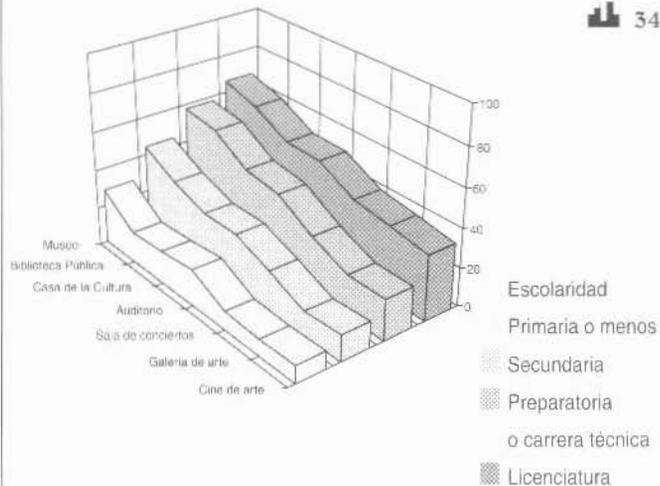 34
100
80
60
40
20
0
Museo
Biblioteca Pública
Casa de la Cultura
Auditorio
Sala de conciertos
Galería de arte
Cine de arte
Escolaridad
Primaria o menos
Secundaria
Preparatoria
o carrera técnica
Licenciatura